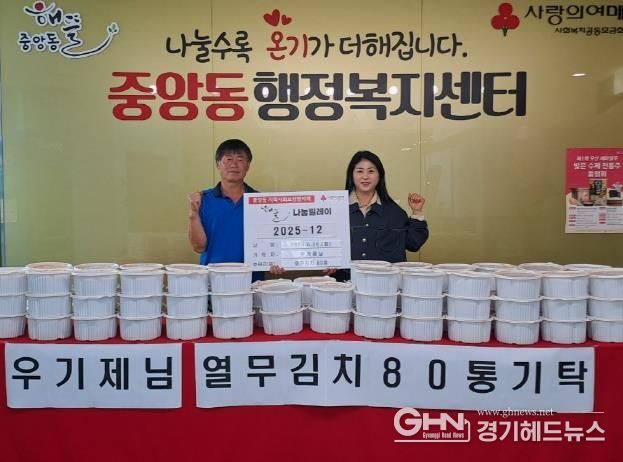 햇살
중앙동
나눌수록 온기가 더해집니다.
사랑의열매
사회복지공동모금회
중앙동 행정복지센터
나눔릴레이
2025-12
우기제님 열무김치80통기탁
www.ghnews.net
GHN 경기헤드뉴스
Gyeonggi Head News